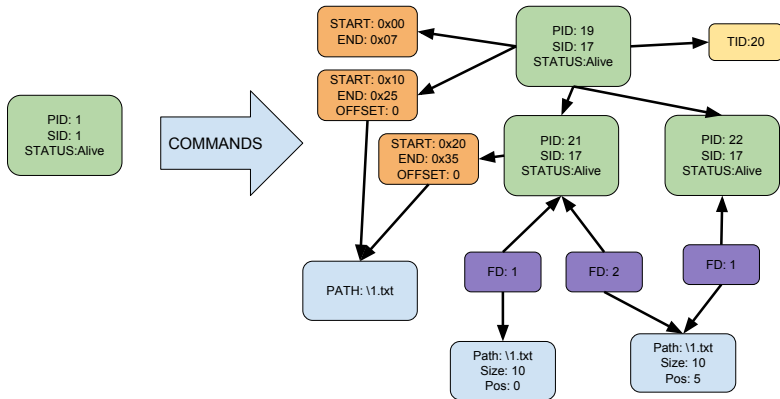 PID: 1
SID: 1
STATUS:Alive
COMMANDS
START: 0x00
END: 0x07
START: 0x10
END: 0x25
OFFSET: 0
START: 0x20
END: 0x35
OFFSET: 0
PATH: \1.txt
PID: 19
SID: 17
STATUS:Alive
TID:20
PID: 21
SID: 17
STATUS:Alive
PID: 22
SID: 17
STATUS:Alive
FD: 1
FD: 2
FD: 1
Path: \1.txt
Size: 10
Pos: 0
Path: \1.txt
Size: 10
Pos: 5